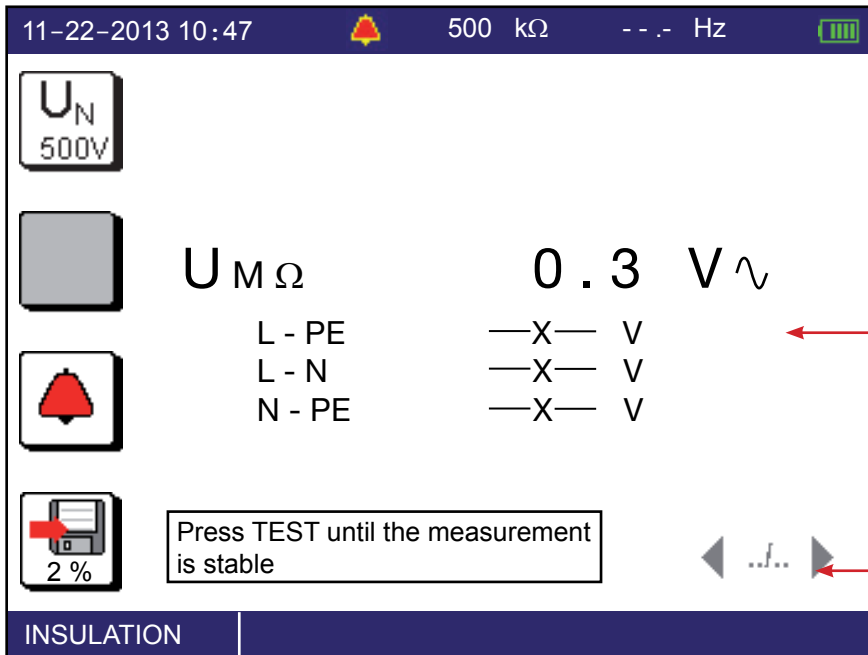 11-22-2013 10:47 500 kΩ - - .- Hz
UN
500V
U MΩ 0.3 V
L - PE —X— V
L - N —X— V
N - PE —X— V
2 %
Press TEST until the measurement
is stable
../..
INSULATION